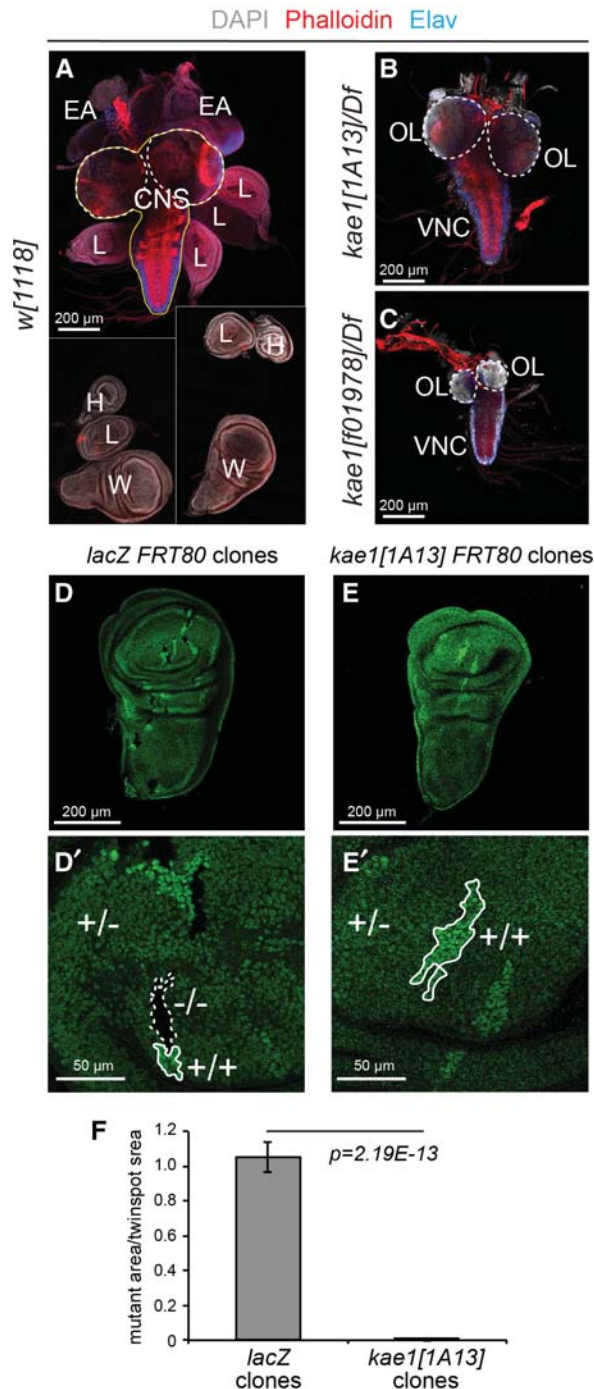 DAPI Phalloidin Elav
A
EA
EA
CNS
L
L
L
L
200 µm
w[1118]
L
H
H
L
W
W
B
OL
OL
VNC
200 µm
kae1[1A13]/Df
C
OL
OL
VNC
200 µm
kae1[f01978]/Df
lacZ FRT80 clones
kae1[1A13] FRT80 clones
D
200 µm
E
200 µm
D′
+/-
-/-
+/+
50 µm
E′
+/-
+/+
50 µm
F
mutant area/twinspot srea
1.2
1.0
0.8
0.6
0.4
0.2
0
p=2.19E-13
lacZ
clones
kae1[1A13]
clones